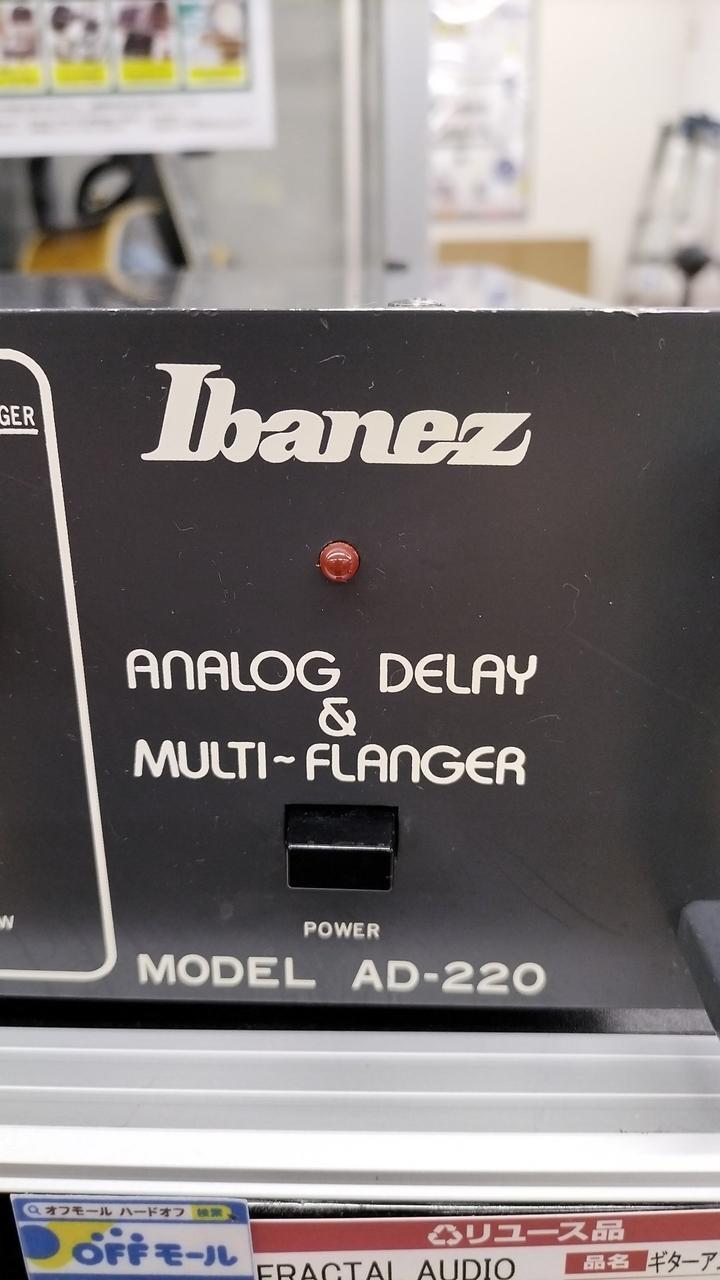 GER
Ibanez
ANALOG DELAY
&
MULTI-FLANGER
POWER
MODEL AD-220
オフモール ハードオフ 検索
OFFモール
リユース品
FRACTAL AUDIO
品名 ギターア